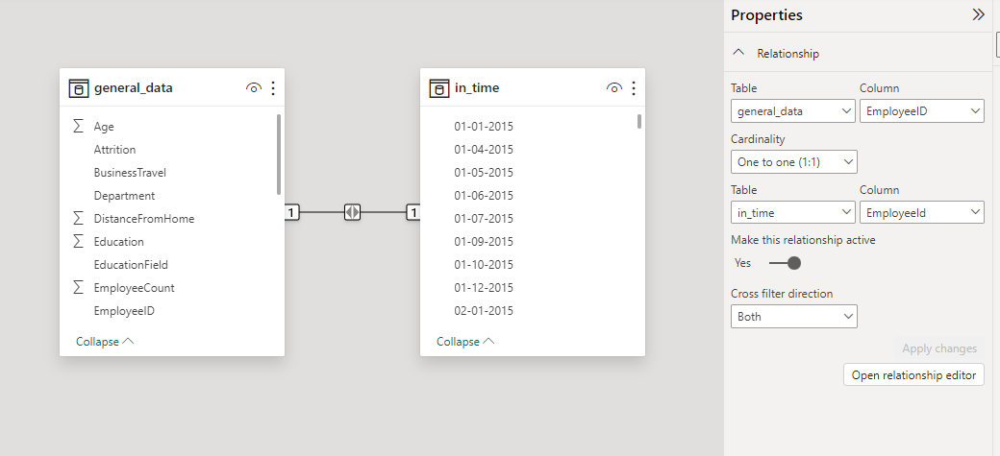 general_data
Age
Attrition
BusinessTravel
Department
DistanceFromHome
Education
EducationField
EmployeeCount
EmployeeID
Collapse
1
1
in_time
01-01-2015
01-04-2015
01-05-2015
01-06-2015
01-07-2015
01-09-2015
01-10-2015
01-12-2015
02-01-2015
Collapse
Properties
Relationship
Table Column
general_data EmployeeID
Cardinality
One to one (1:1)
Table Column
in_time EmployeeId
Make this relationship active
Yes
Cross filter direction
Both
Apply changes
Open relationship editor